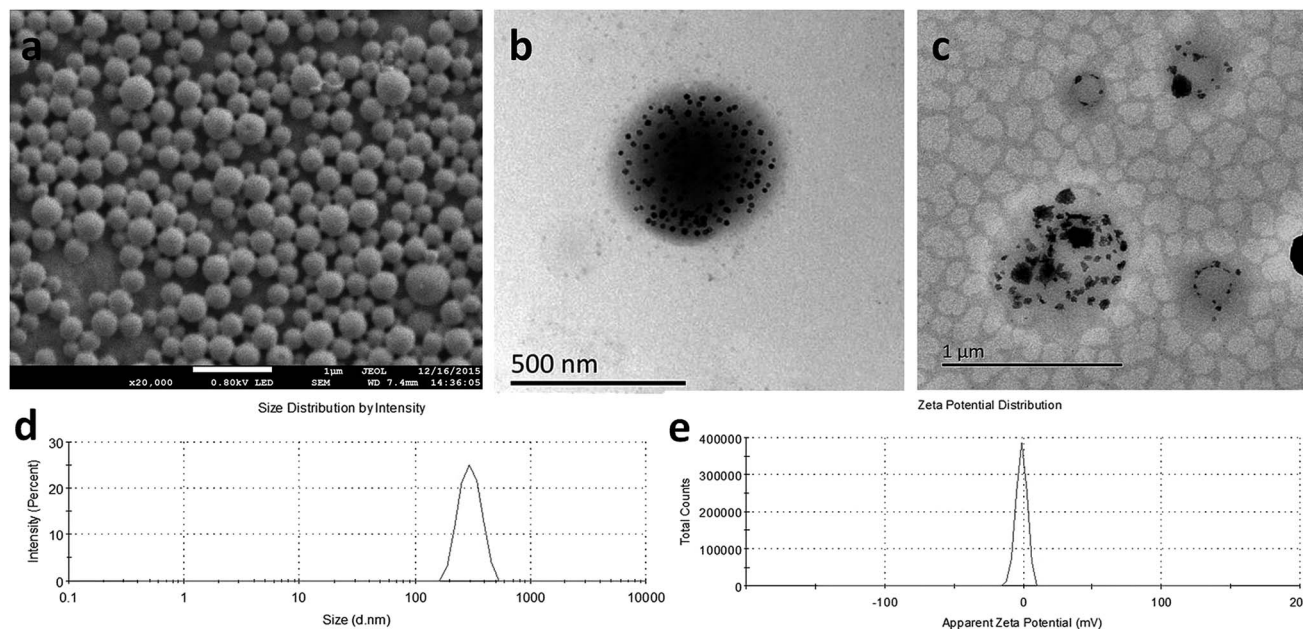 a
b
c
500 nm
1 µm
1µm JEOL 12/16/2015
x20,000 0.80kV LED SEM WD 7.4mm 14:36:05
Size Distribution by Intensity
Zeta Potential Distribution
d
e
30
20
10
0
Intensity (Percent)
0.1 1 10 100 1000 10000
Size (d.nm)
400000
300000
200000
100000
0
Total Counts
-100 0 100 200
Apparent Zeta Potential (mV)